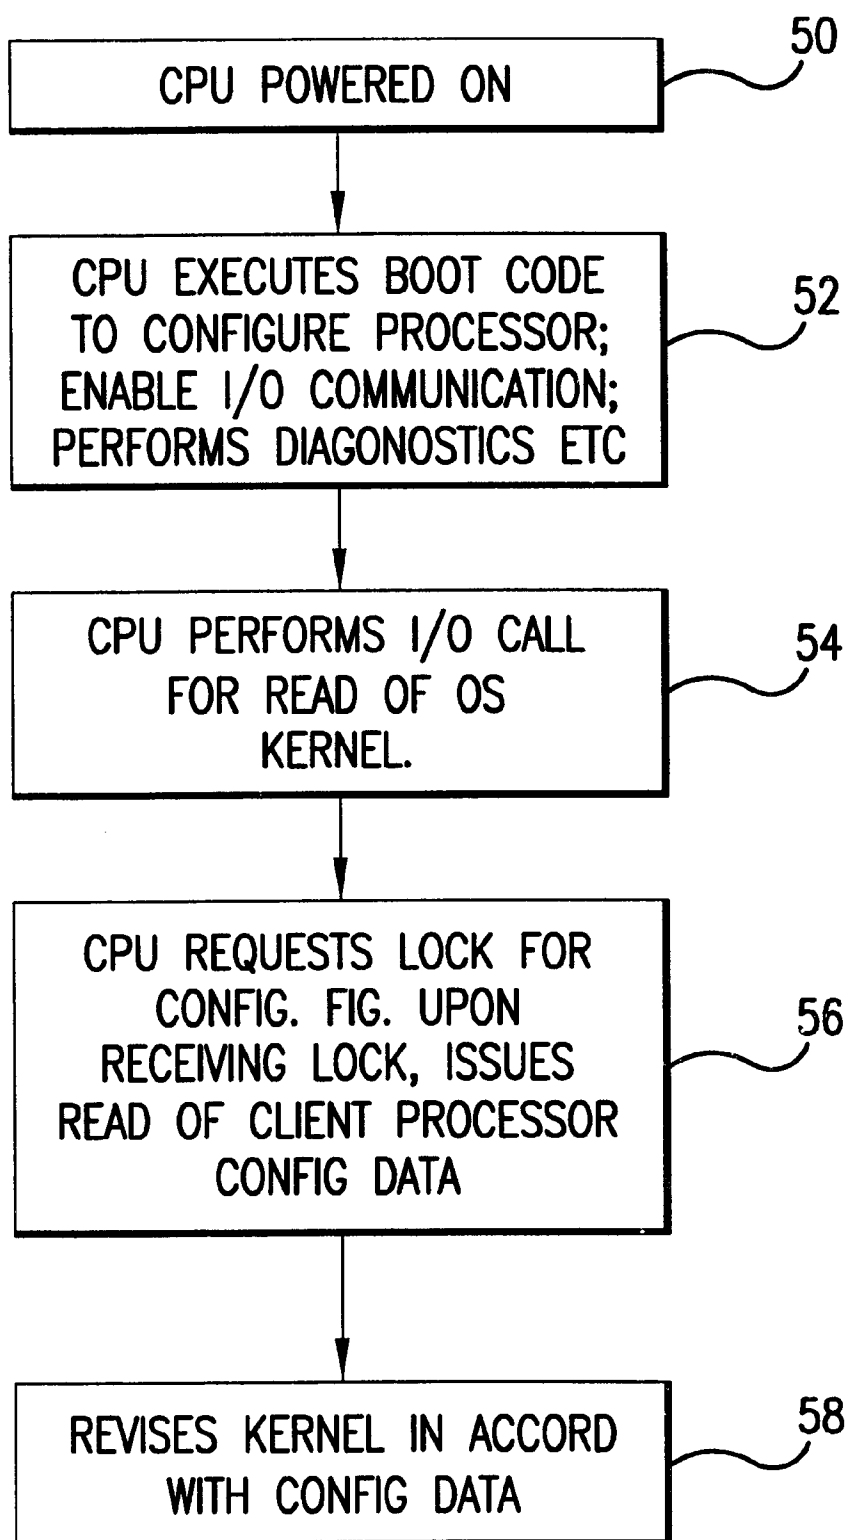 50
CPU POWERED ON
CPU EXECUTES BOOT CODE
TO CONFIGURE PROCESSOR;
ENABLE I/O COMMUNICATION;
PERFORMS DIAGONOSTICS ETC
52
CPU PERFORMS I/O CALL
FOR READ OF OS
KERNEL.
54
CPU REQUESTS LOCK FOR
CONFIG. FIG. UPON
RECEIVING LOCK, ISSUES
READ OF CLIENT PROCESSOR
CONFIG DATA
56
REVISES KERNEL IN ACCORD
WITH CONFIG DATA
58